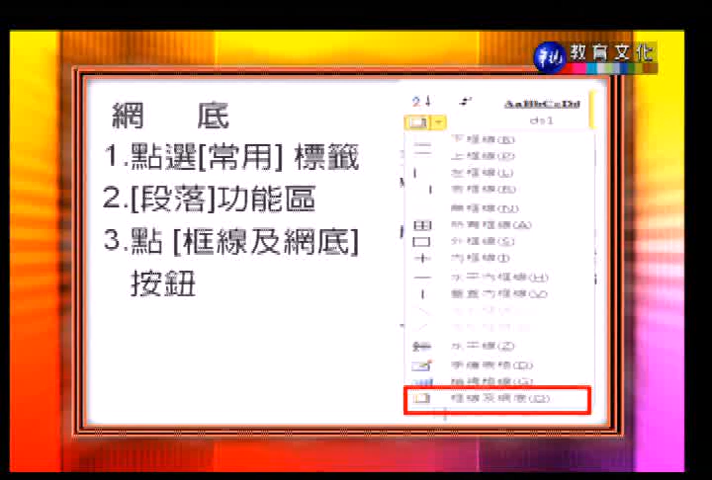 華視 教育文化
網 底
1.點選[常用] 標籤
2.[段落]功能區
3.點 [框線及網底]
按鈕
AaBbCcDd
cls1
下框線(B)
上框線(P)
左框線(L)
右框線(R)
無框線(N)
所有框線(A)
外框線(S)
內框線(I)
水平內框線(H)
垂直內框線(V)
水平線(Z)
手繪表格(D)
檢視格線(G)
框線及網底(O)